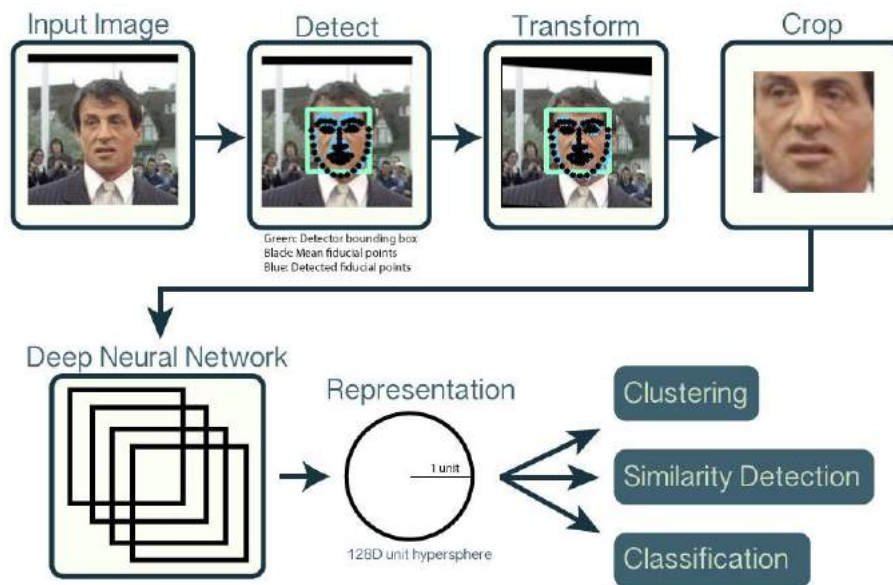 Input Image
Detect
Transform
Crop
Green: Detector bounding box
Black: Mean fiducial points
Blue: Detected fiducial points
Deep Neural Network
Representation
1 unit
128D unit hypersphere
Clustering
Similarity Detection
Classification